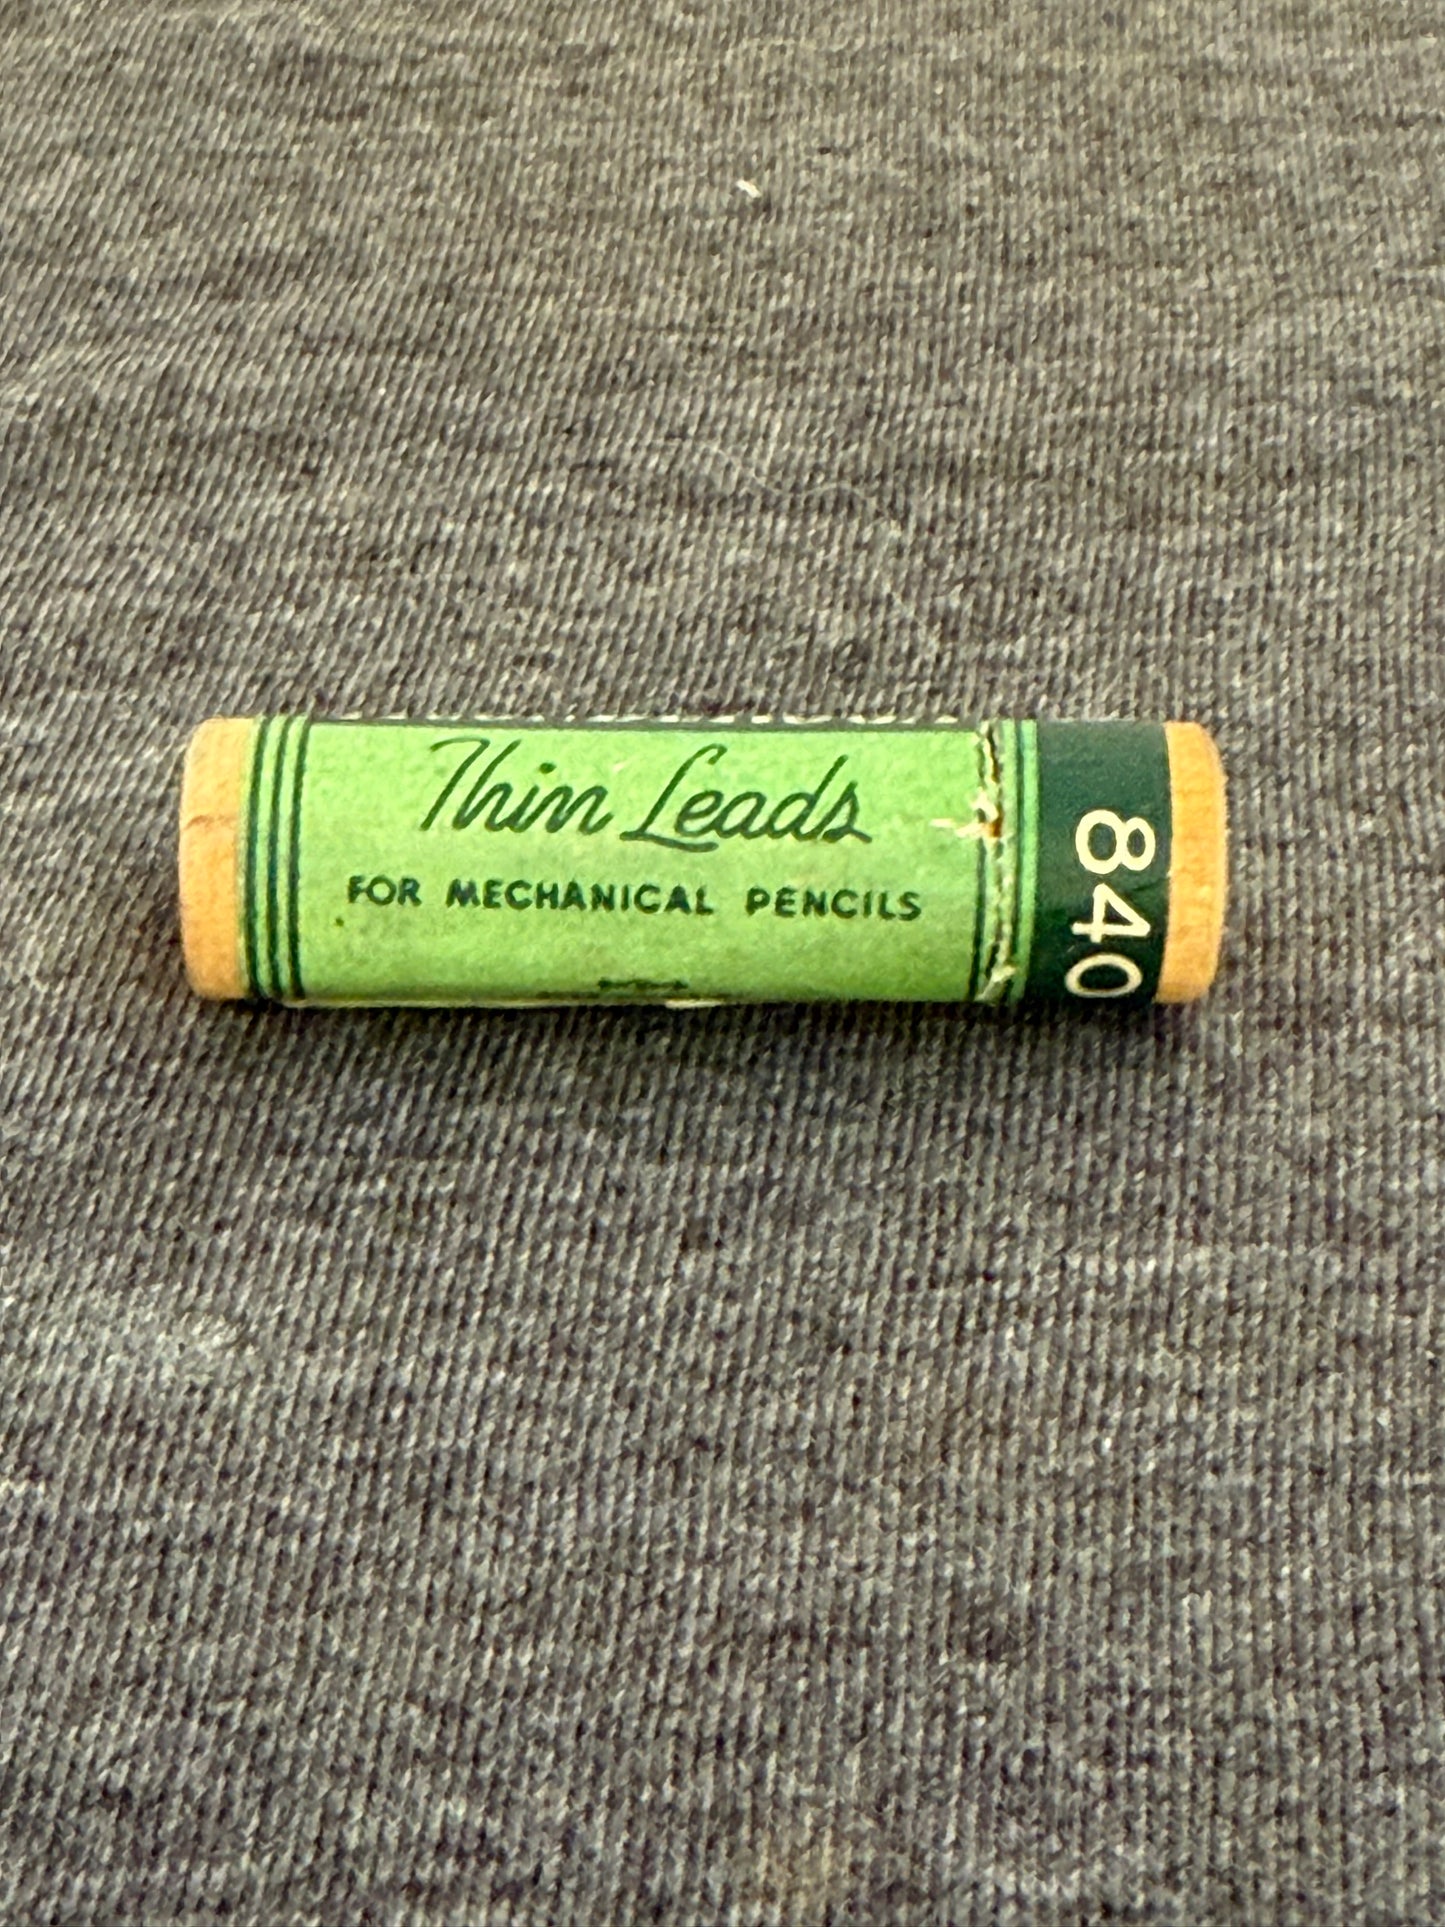 Thin Leads
FOR MECHANICAL PENCILS
840